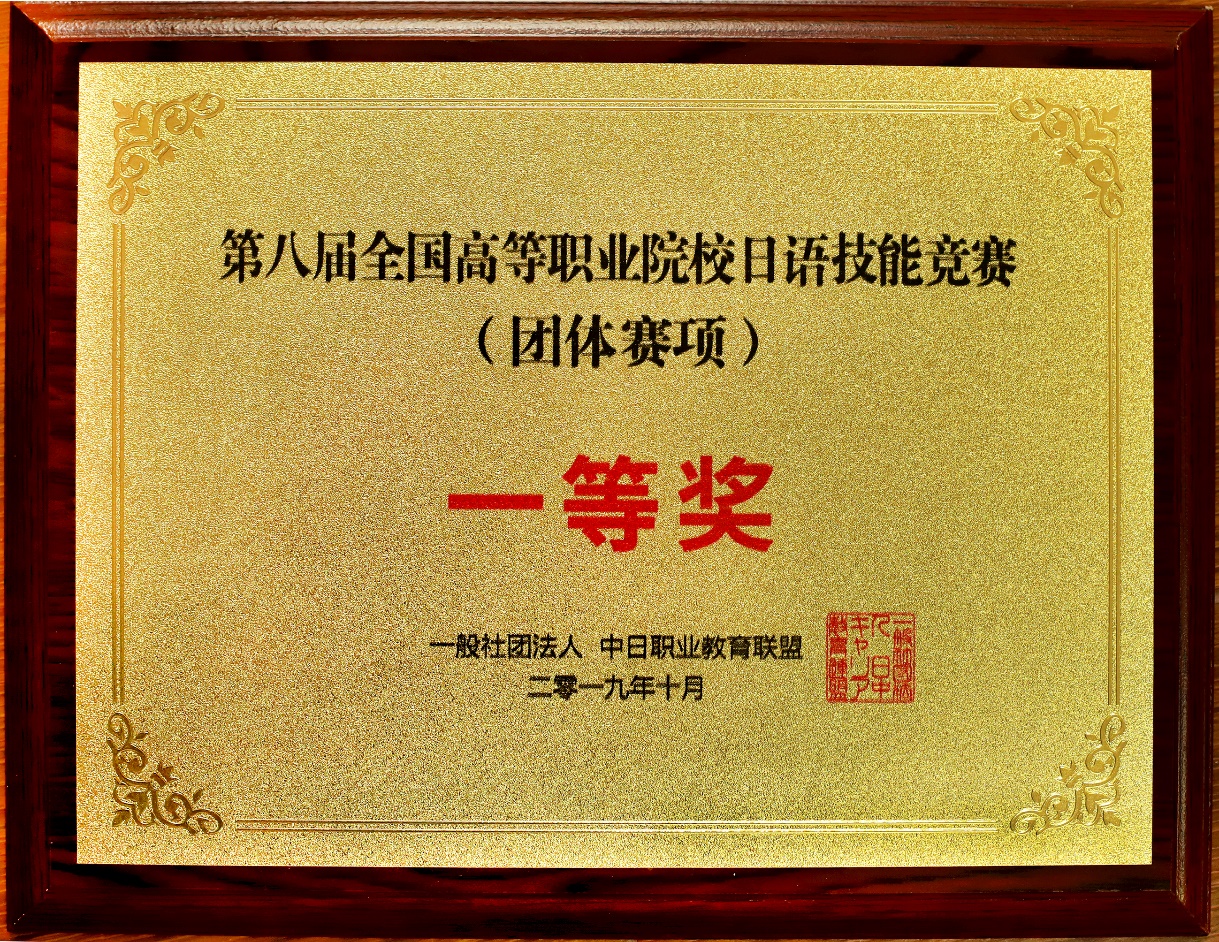 第八届全国高等职业院校日语技能竞赛
（团体赛项）
一等奖
一般社团法人 中日职业教育联盟
二零一九年十月